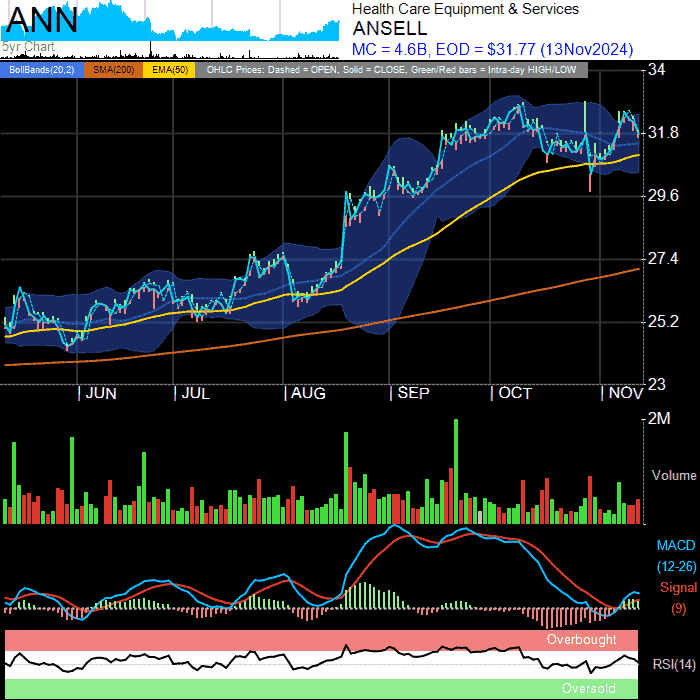 ANN
Health Care Equipment & Services
ANSELL
5yr Chart
MC = 4.6B, EOD = $31.77 (13Nov2024)
BollBands(20,2) SMA(200) EMA(50) OHLC Prices: Dashed = OPEN, Solid = CLOSE, Green/Red bars = Intra-day HIGH/LOW
34
31.8
29.6
27.4
25.2
23
| JUN | JUL | AUG | SEP | OCT | NOV
2M
Volume
MACD
(12-26)
Signal
(9)
Overbought
RSI(14)
Oversold